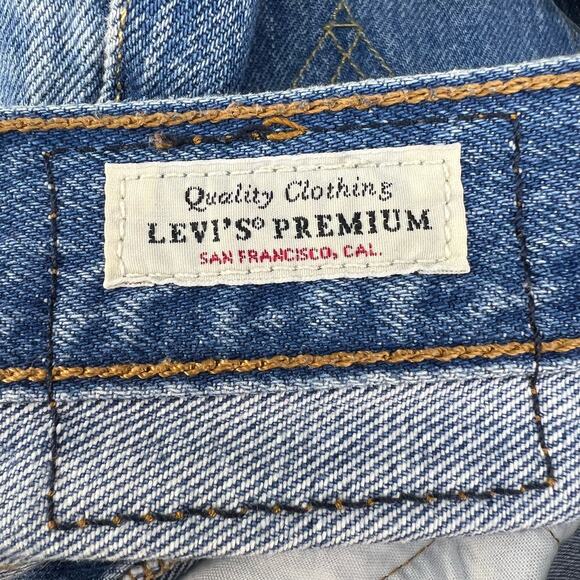 Quality Clothing
LEVI'S® PREMIUM
SAN FRANCISCO, CAL.